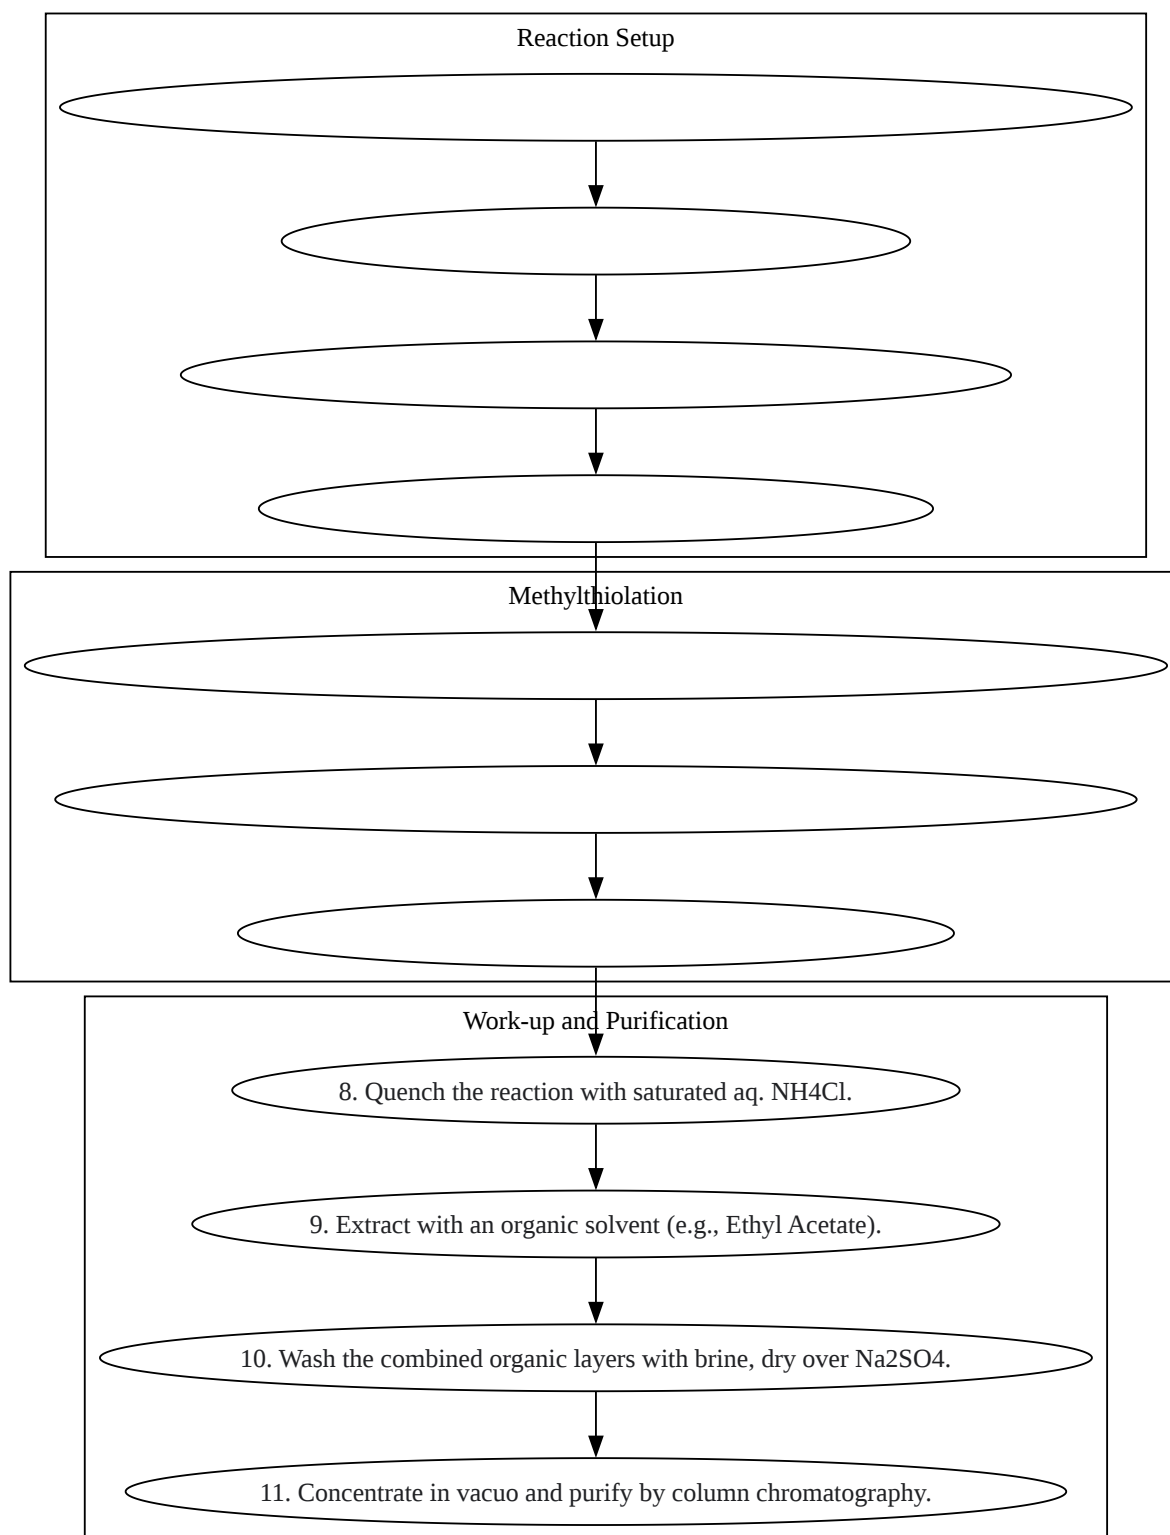 Reaction Setup
Methylthiolation
Work-up and Purification
8. Quench the reaction with saturated aq. NH4Cl.
9. Extract with an organic solvent (e.g., Ethyl Acetate).
10. Wash the combined organic layers with brine, dry over Na2SO4.
11. Concentrate in vacuo and purify by column chromatography.